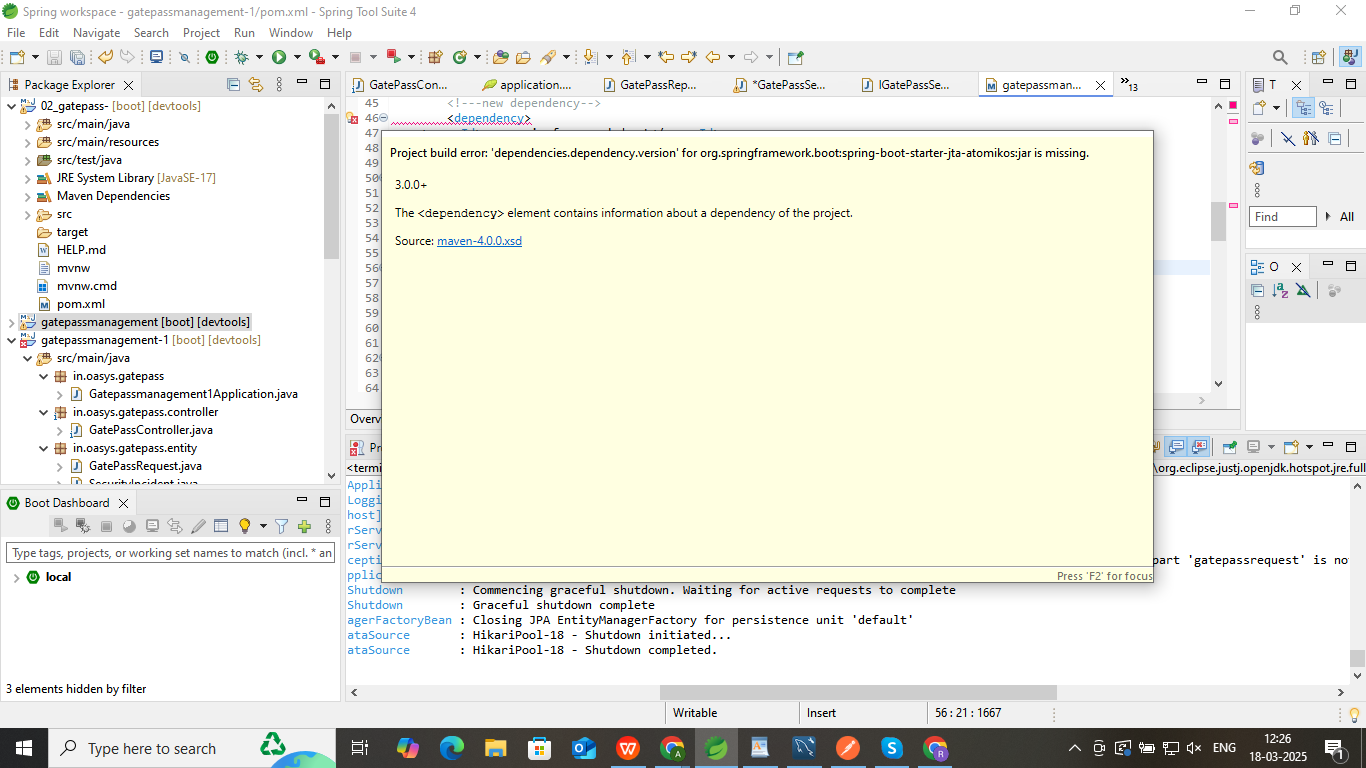 Spring workspace - gatepassmanagement-1/pom.xml - Spring Tool Suite 4
File Edit Navigate Search Project Run Window Help
Package Explorer
02_gatepass- [boot] [devtools]
src/main/java
src/main/resources
src/test/java
JRE System Library [JavaSE-17]
Maven Dependencies
src
target
HELP.md
mvnw
mvnw.cmd
pom.xml
gatepassmanagement [boot] [devtools]
gatepassmanagement-1 [boot] [devtools]
src/main/java
in.oasys.gatepass
Gatepassmanagement1Application.java
in.oasys.gatepass.controller
GatePassController.java
in.oasys.gatepass.entity
GatePassRequest.java
SecurityIncident.java
Boot Dashboard
Type tags, projects, or working set names to match (incl. * an
local
3 elements hidden by filter
GatePassCon... application.... GatePassRep... *GatePassSe... IGatePassSe... gatepassman... »13
45 <!---new dependency-->
46 <dependency>
47
48
49
50
51
52
53
54
55
56
57
58
59
60
61
62
63
64
Project build error: 'dependencies.dependency.version' for org.springframework.boot:spring-boot-starter-jta-atomikos:jar is missing.
3.0.0+
The <dependency> element contains information about a dependency of the project.
Source: maven-4.0.0.xsd
Press 'F2' for focus
Overv
Pr
<termi
\org.eclipse.justj.openjdk.hotspot.jre.full
Appli
Loggi
host]
rServ
rServ
cepti part 'gatepassrequest' is no
pplic
Shutdown : Commencing graceful shutdown. Waiting for active requests to complete
Shutdown : Graceful shutdown complete
agerFactoryBean : Closing JPA EntityManagerFactory for persistence unit 'default'
ataSource : HikariPool-18 - Shutdown initiated...
ataSource : HikariPool-18 - Shutdown completed.
T
Find All
O
Writable Insert 56 : 21 : 1667
Type here to search
ENG
12:26
18-03-2025
1